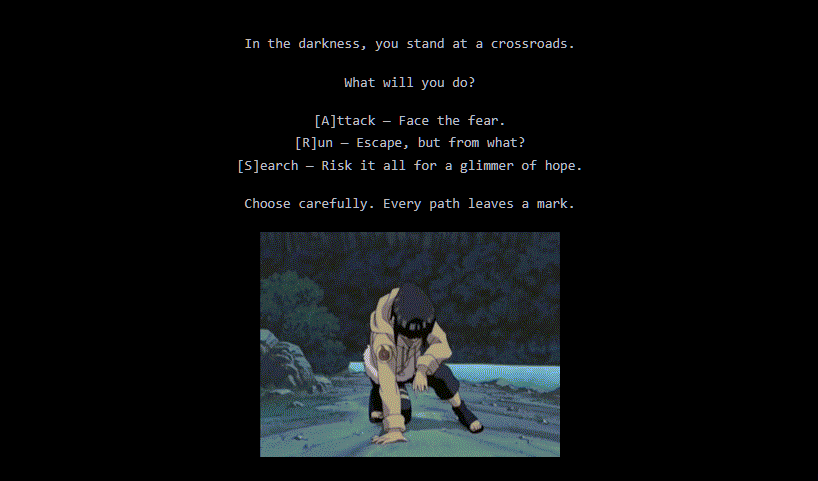 In the darkness, you stand at a crossroads.
What will you do?
[A]ttack — Face the fear.
[R]un — Escape, but from what?
[S]earch — Risk it all for a glimmer of hope.
Choose carefully. Every path leaves a mark.